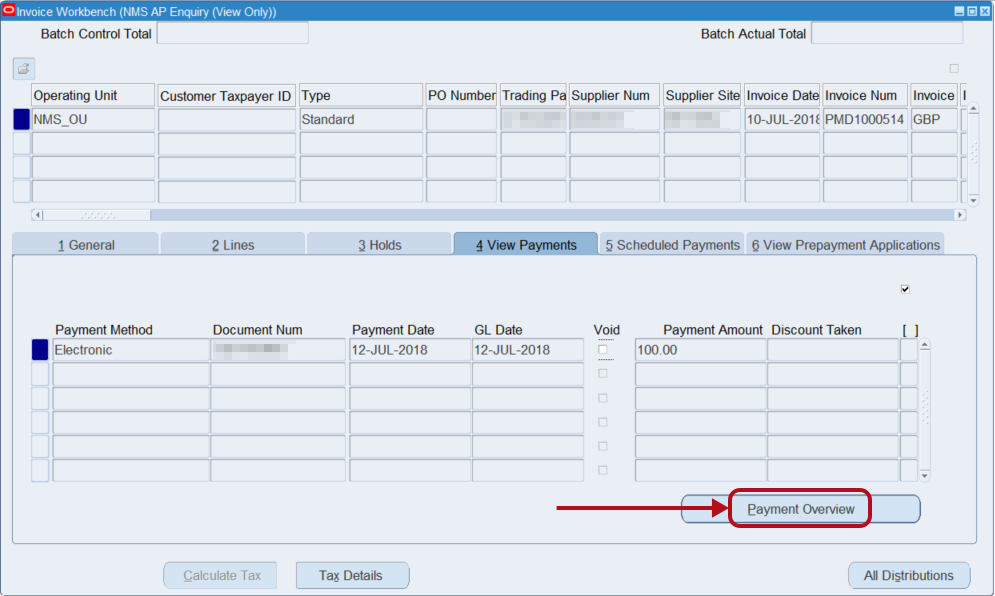 Invoice Workbench (NMS AP Enquiry (View Only))
Batch Control Total Batch Actual Total
Operating Unit Customer Taxpayer ID Type PO Number Trading Pa Supplier Num Supplier Site Invoice Date Invoice Num Invoice I
NMS_OU Standard 10-JUL-2018 PMD1000514 GBP
1 General 2 Lines 3 Holds 4 View Payments 5 Scheduled Payments 6 View Prepayment Applications
Payment Method Document Num Payment Date GL Date Void Payment Amount Discount Taken [ ]
Electronic 12-JUL-2018 12-JUL-2018 100.00
Payment Overview
Calculate Tax Tax Details All Distributions